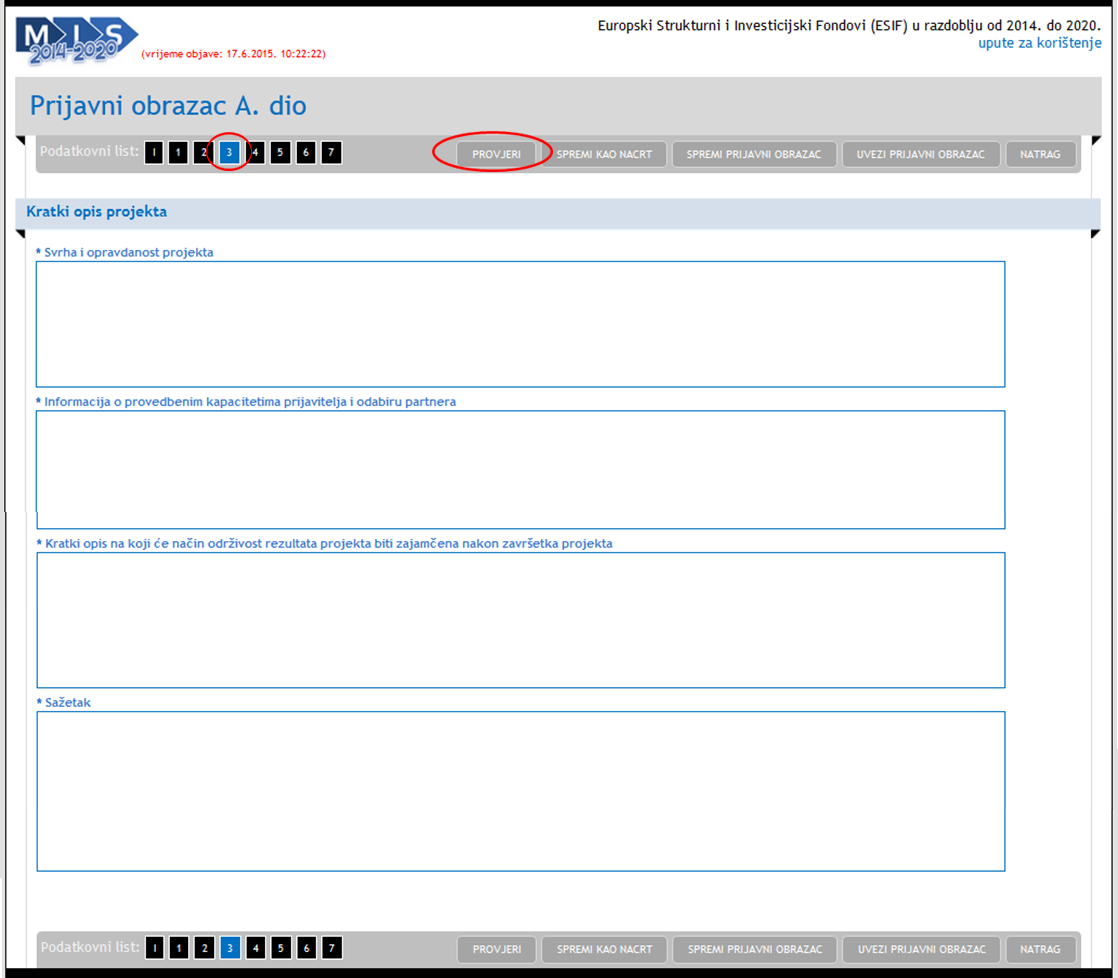 MIS
2014-2020
(vrijeme objave: 17.6.2015. 10:22:22)
Europski Strukturni i Investicijski Fondovi (ESIF) u razdoblju od 2014. do 2020.
upute za korištenje
Prijavni obrazac A. dio
Podatkovni list: I 1 2 3 4 5 6 7 PROVJERI SPREMI KAO NACRT SPREMI PRIJAVNI OBRAZAC UVEZI PRIJAVNI OBRAZAC NATRAG
Kratki opis projekta
* Svrha i opravdanost projekta
* Informacija o provedbenim kapacitetima prijavitelja i odabiru partnera
* Kratki opis na koji će način održivost rezultata projekta biti zajamčena nakon završetka projekta
* Sažetak
Podatkovni list: I 1 2 3 4 5 6 7 PROVJERI SPREMI KAO NACRT SPREMI PRIJAVNI OBRAZAC UVEZI PRIJAVNI OBRAZAC NATRAG